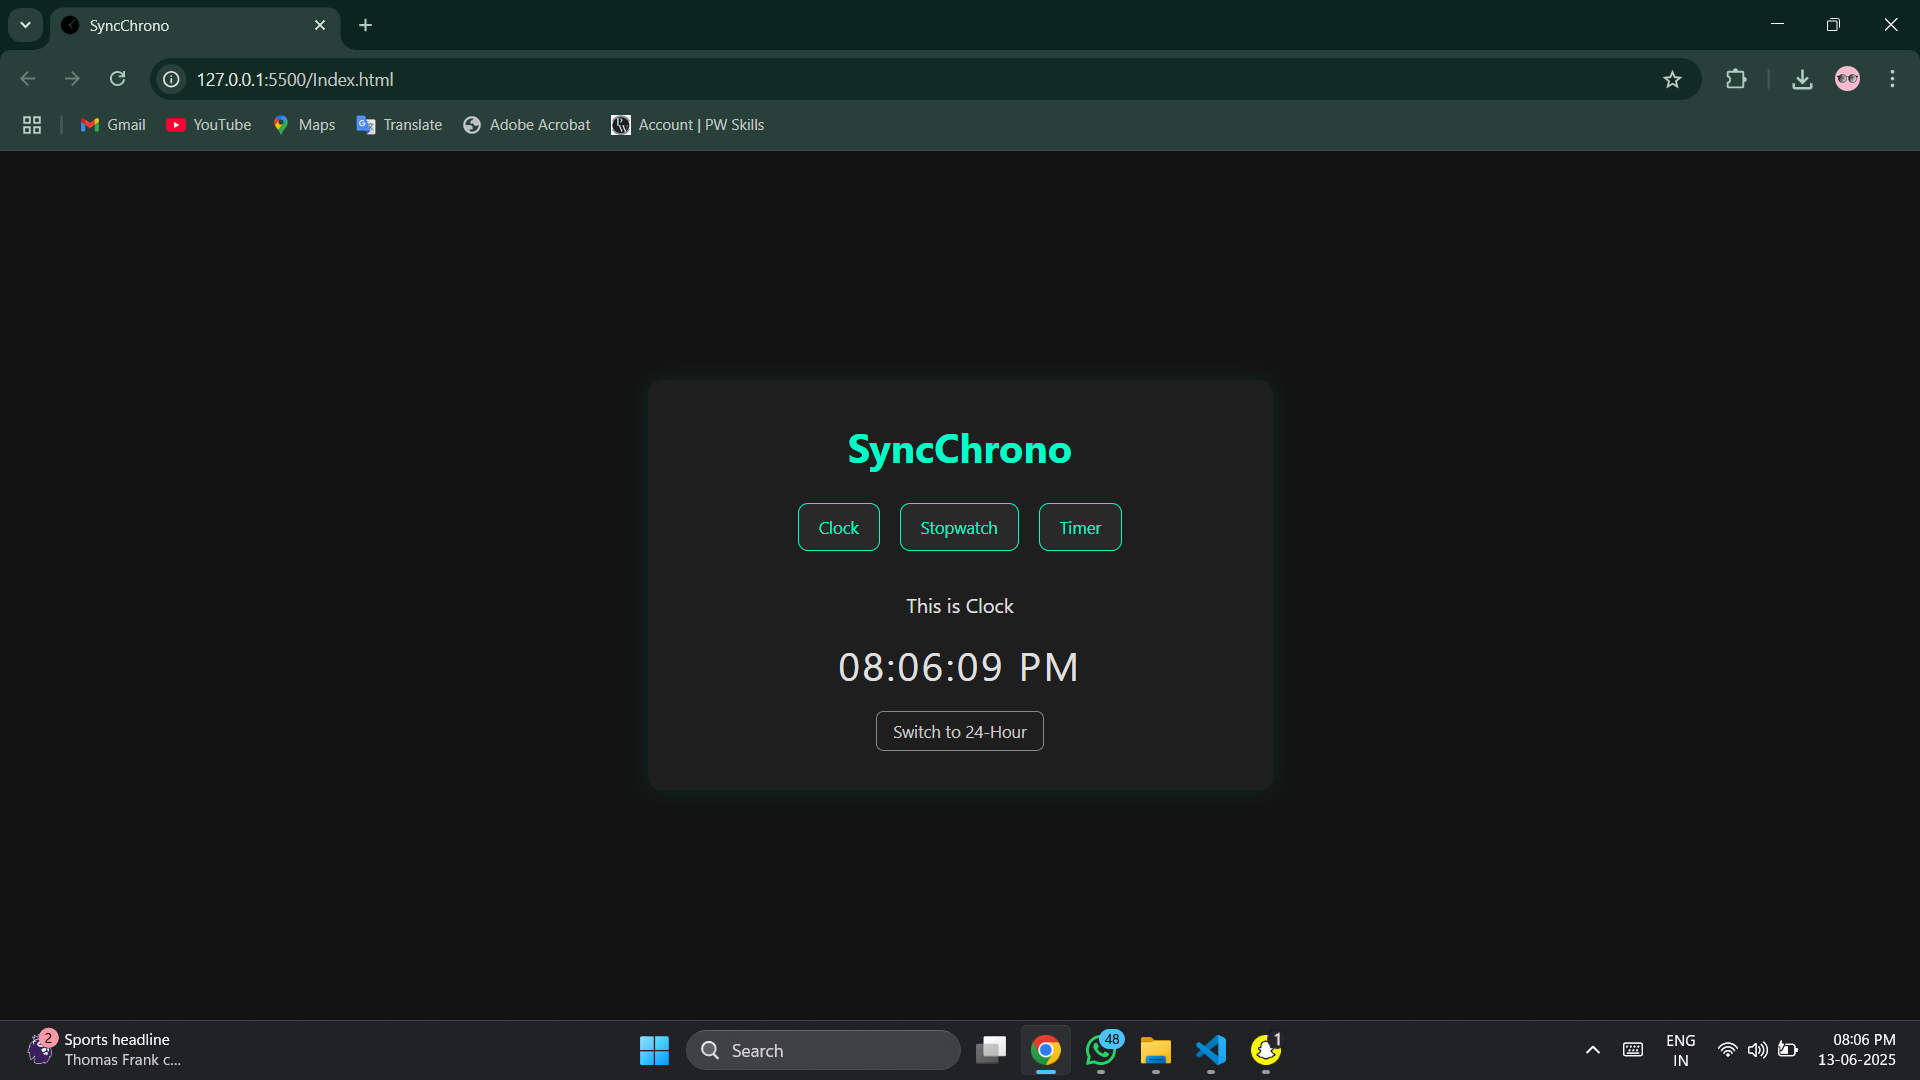 SyncChrono
127.0.0.1:5500/Index.html
Gmail YouTube Maps Translate Adobe Acrobat Account | PW Skills
SyncChrono
Clock Stopwatch Timer
This is Clock
08:06:09 PM
Switch to 24-Hour
2
Sports headline
Thomas Frank c...
Search
48
1
ENG
IN
08:06 PM
13-06-2025